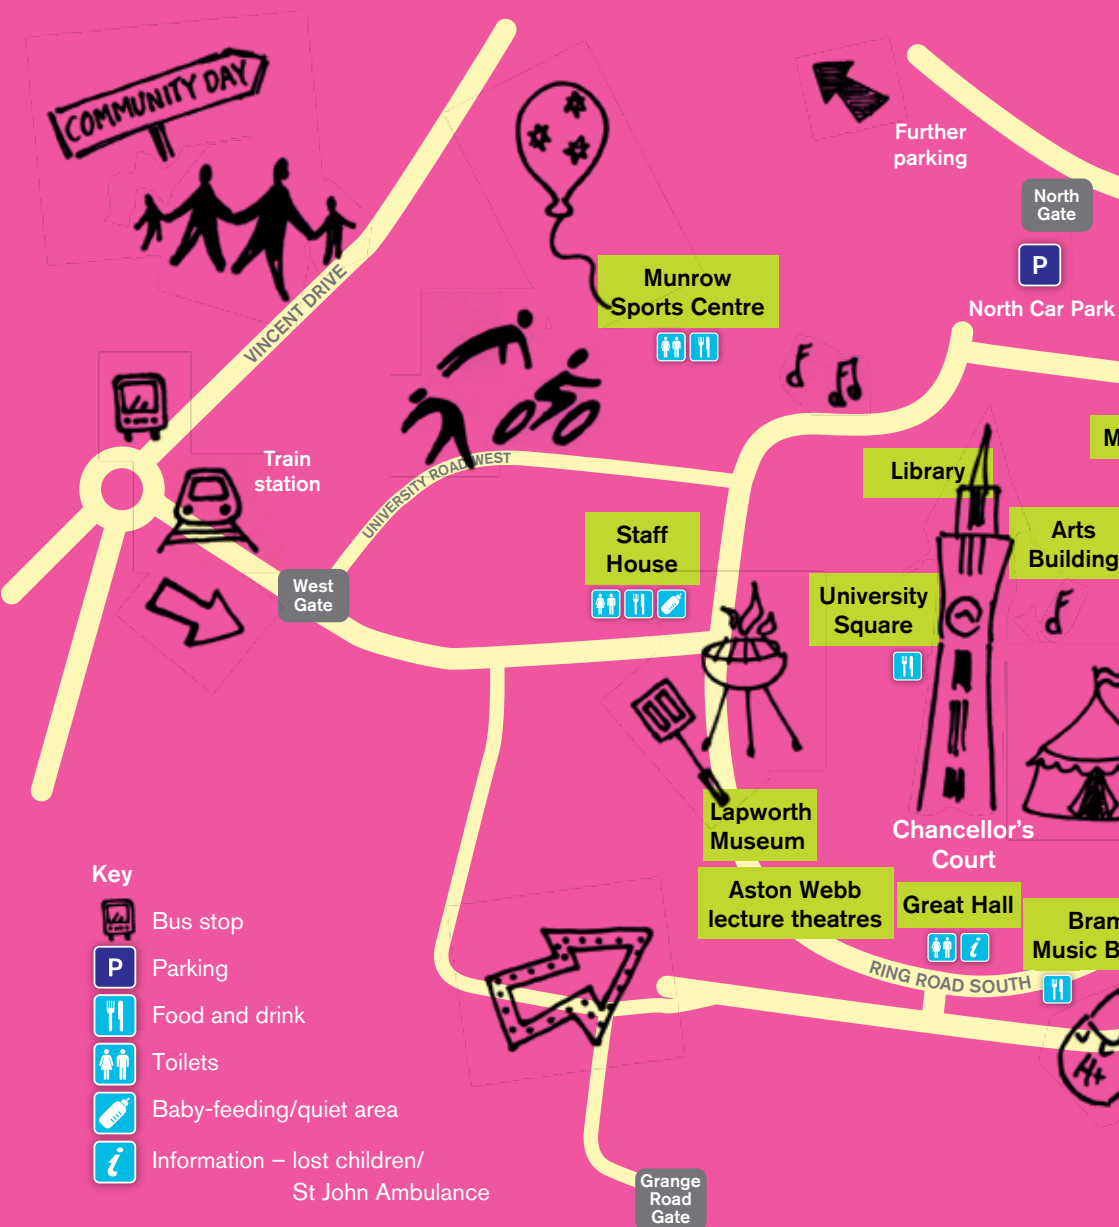 COMMUNITY DAY
Further
parking
North
Gate
P
North Car Park
VINCENT DRIVE
Munrow
Sports Centre
Train
station
UNIVERSITY ROAD WEST
Library
M
Arts
Building
Staff
House
West
Gate
University
Square
Lapworth
Museum
Chancellor's
Court
Aston Webb
lecture theatres
Great Hall
i
Bram
Music B
RING ROAD SOUTH
A+
Key
Bus stop
P Parking
Food and drink
Toilets
Baby-feeding/quiet area
i Information – lost children/
St John Ambulance
Grange
Road
Gate